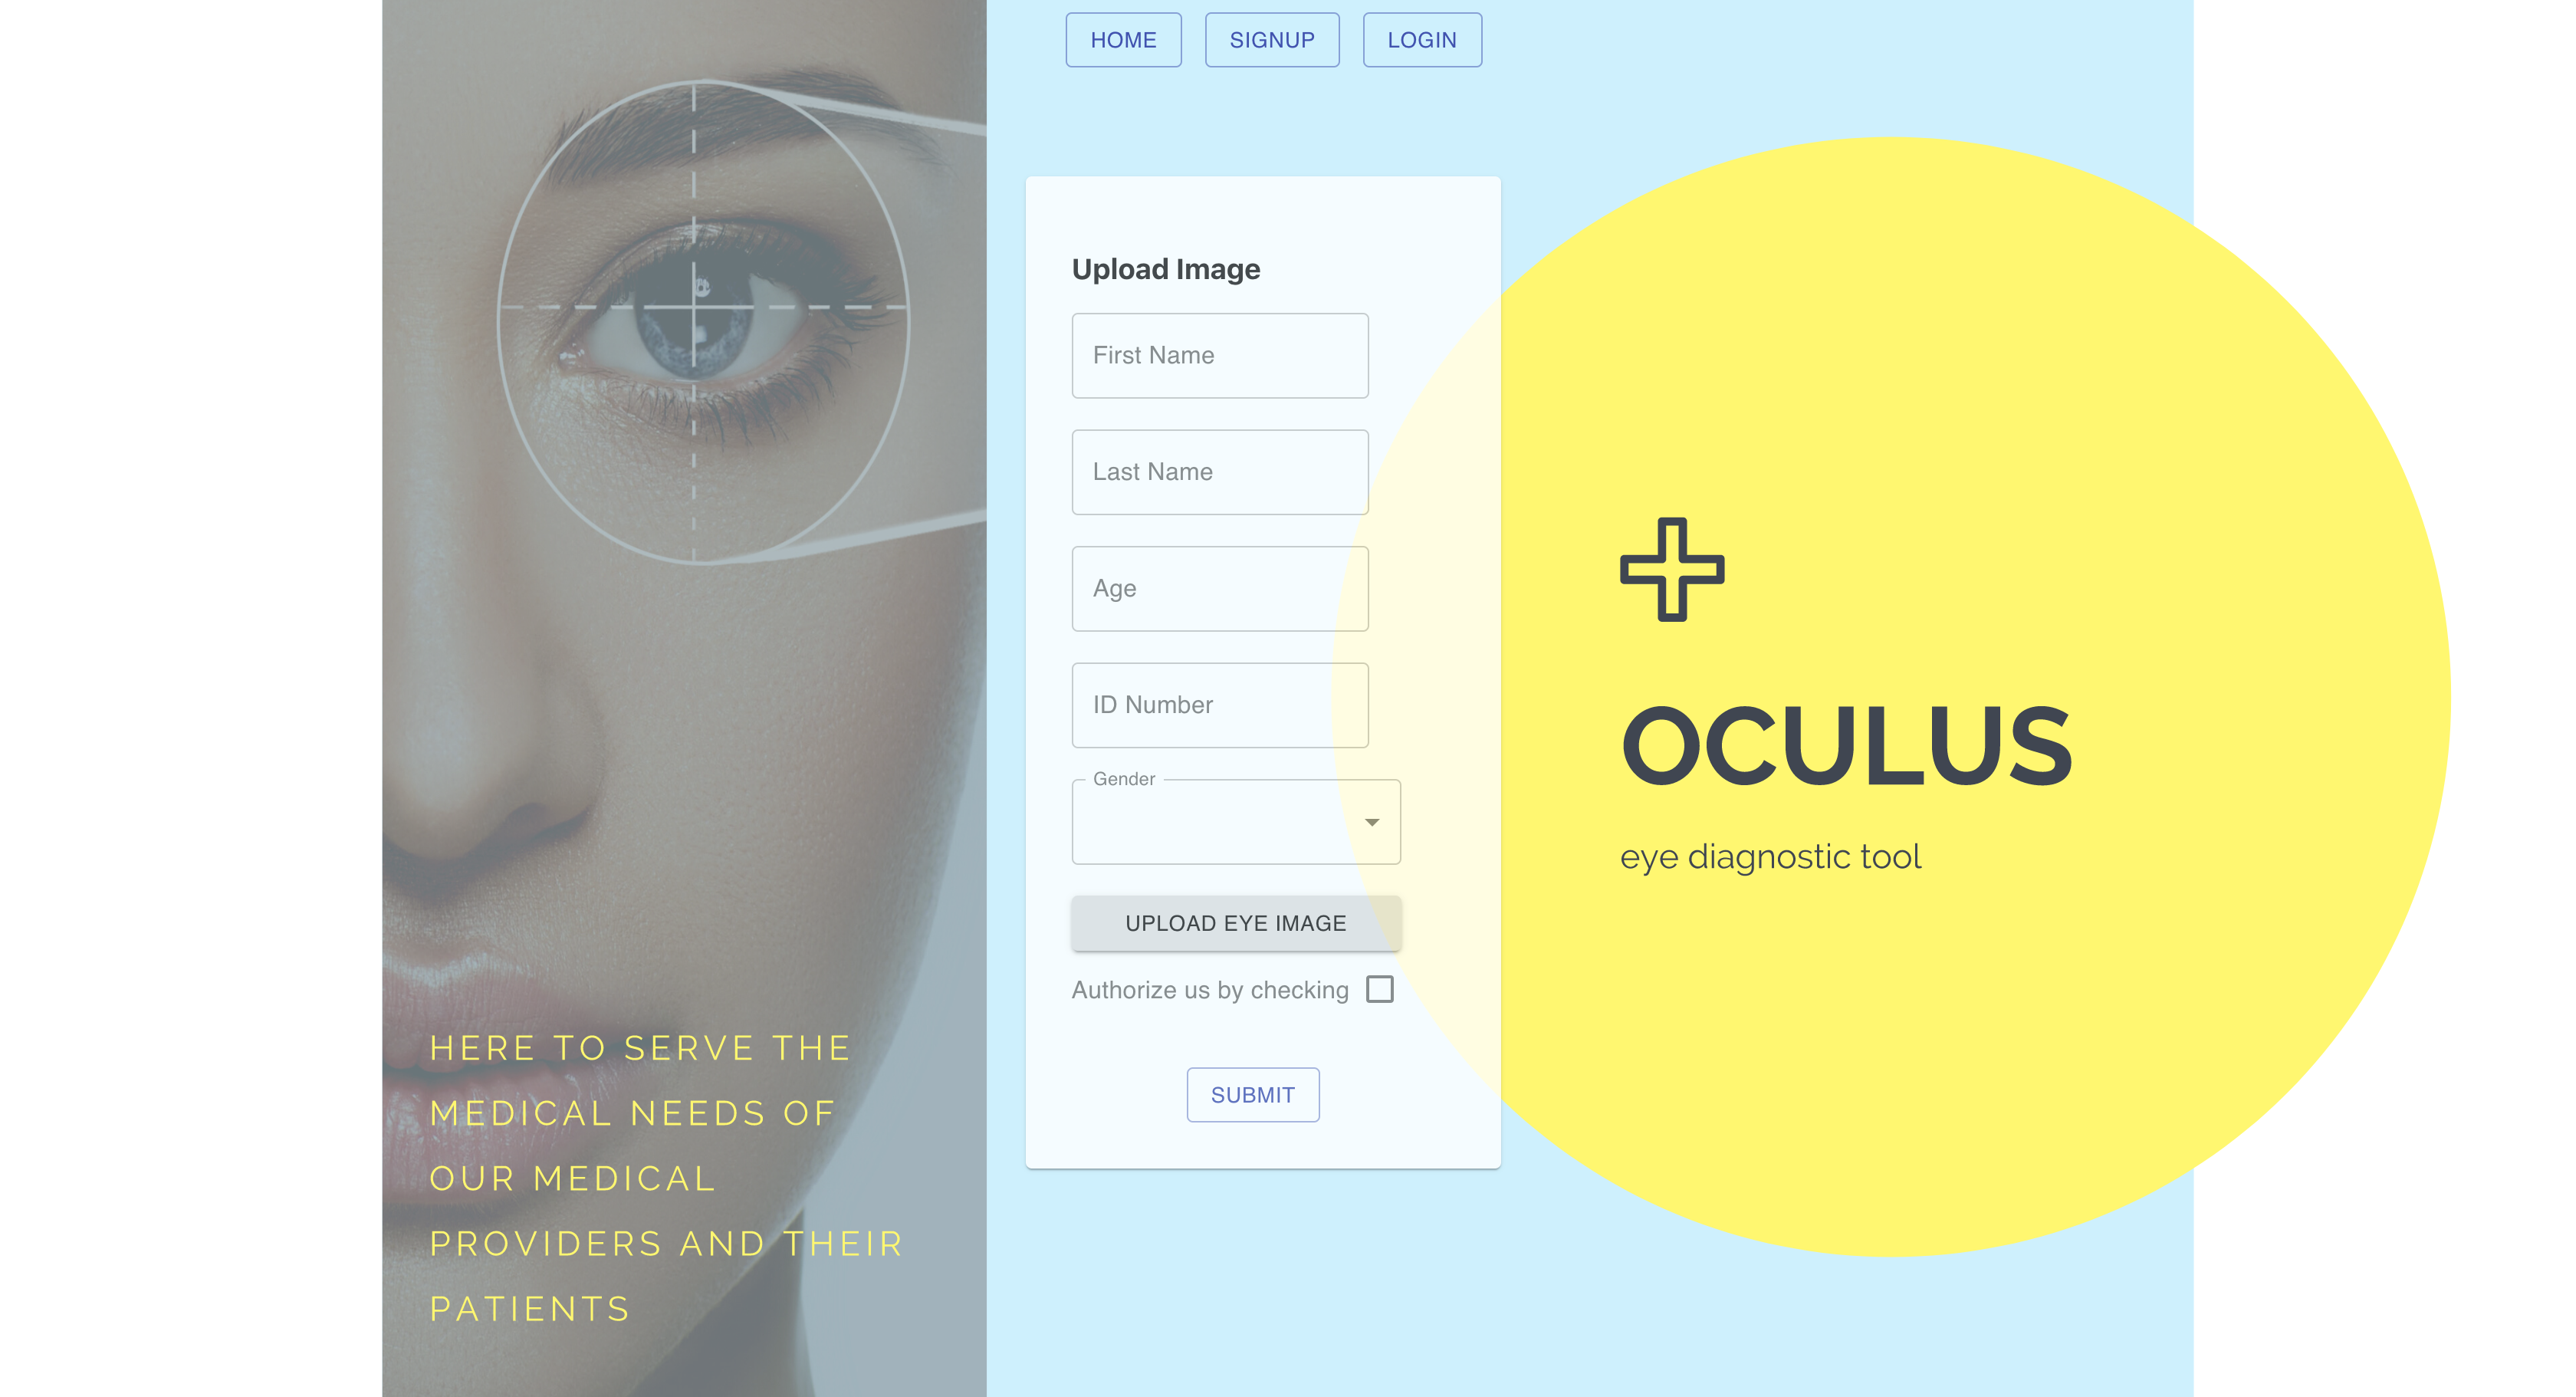 HOME
SIGNUP
LOGIN
Upload Image
First Name
Last Name
Age
ID Number
Gender
UPLOAD EYE IMAGE
Authorize us by checking
SUBMIT
HERE TO SERVE THE
MEDICAL NEEDS OF
OUR MEDICAL
PROVIDERS AND THEIR
PATIENTS
OCULUS
eye diagnostic tool